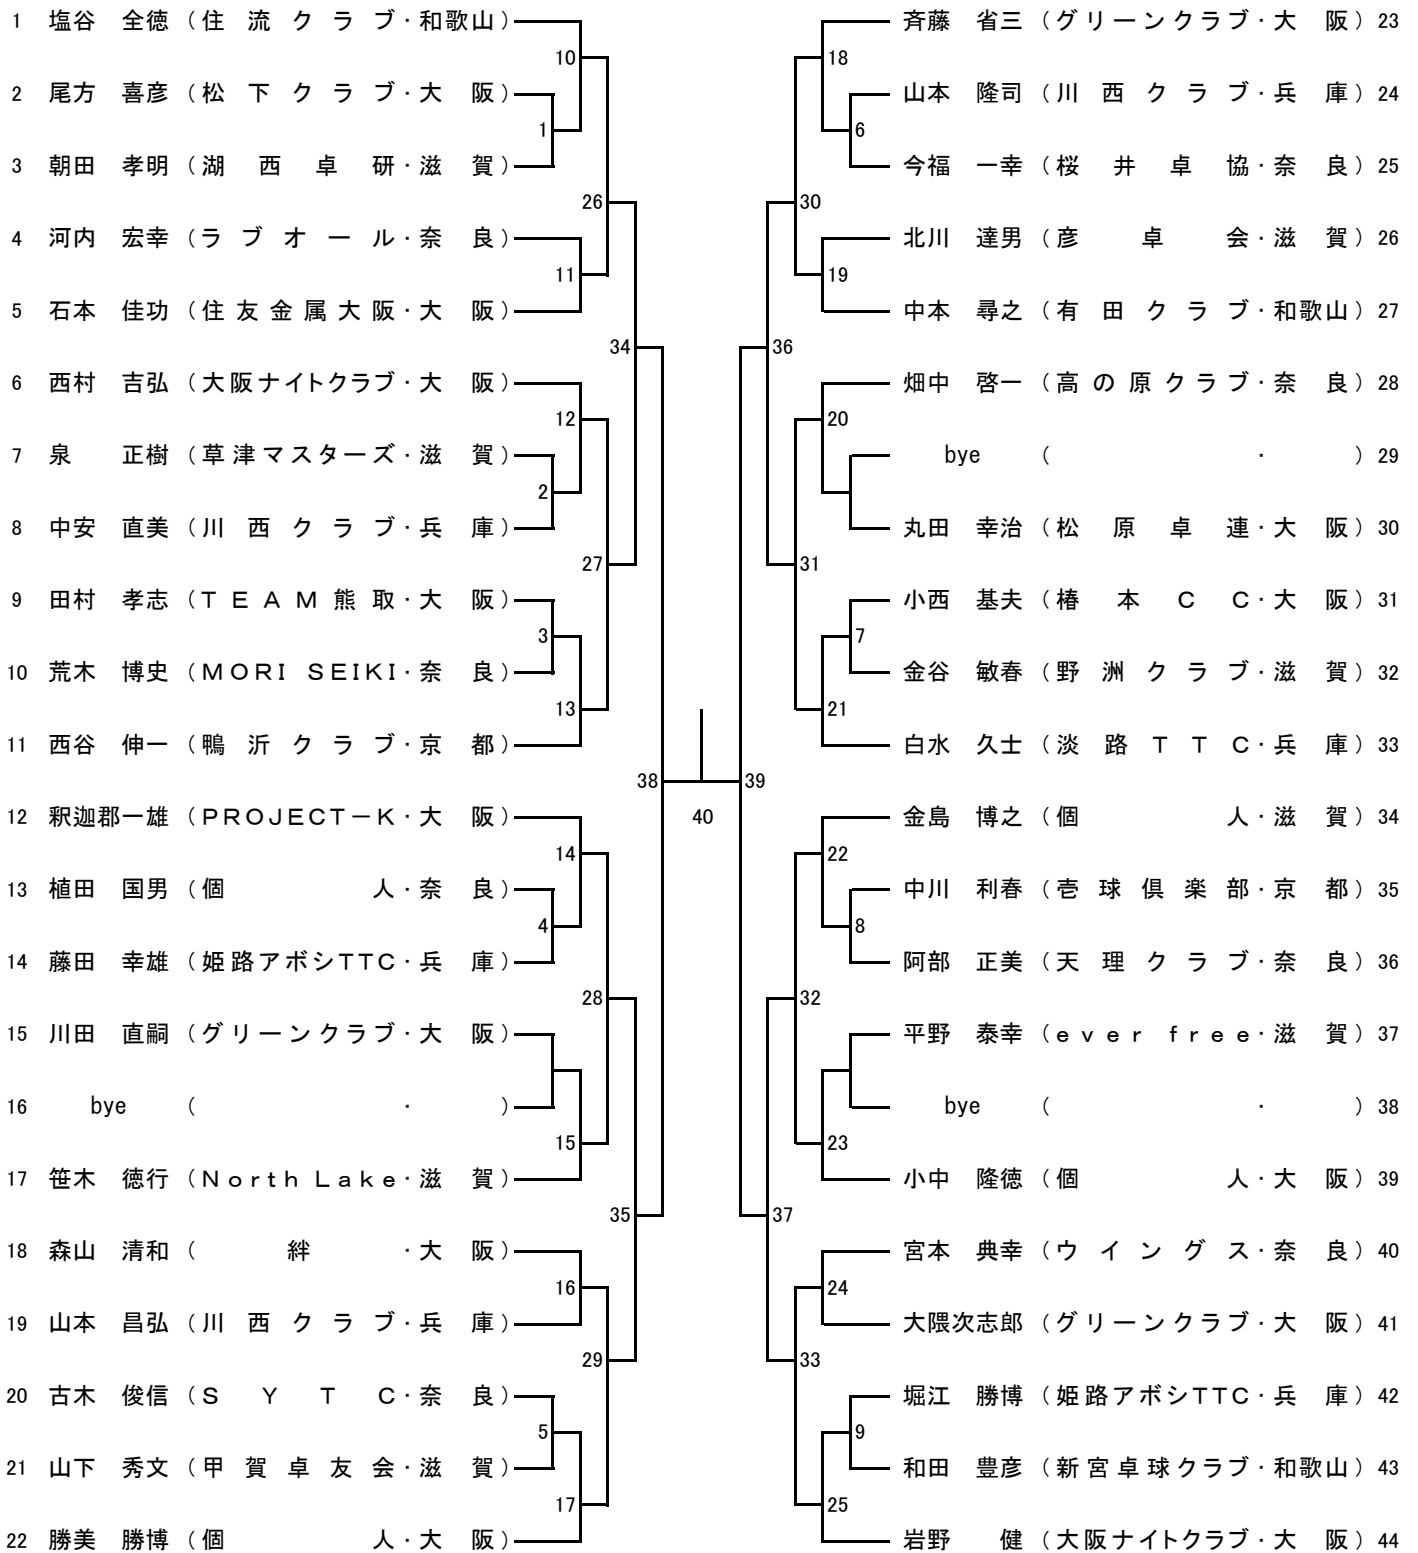 1 塩谷 全徳 (住流クラブ・和歌山)
10
2 尾方 喜彦 (松下クラブ・大阪)
1
3 朝田 孝明 (湖西卓研・滋賀)
26
4 河内 宏幸 (ラブオール・奈良)
11
5 石本 佳功 (住友金属大阪・大阪)
34
6 西村 吉弘 (大阪ナイトクラブ・大阪)
12
7 泉 正樹 (草津マスターズ・滋賀)
2
8 中安 直美 (川西クラブ・兵庫)
27
9 田村 孝志 (TEAM熊取・大阪)
3
10 荒木 博史 (MORI SEIKI・奈良)
13
11 西谷 伸一 (鴨沂クラブ・京都)
38
12 釈迦郡一雄 (PROJECT-K・大阪)
14
13 植田 国男 (個人・奈良)
4
14 藤田 幸雄 (姫路アボシTTC・兵庫)
28
15 川田 直嗣 (グリーンクラブ・大阪)
16 bye ( ・ )
15
17 笹木 徳行 (North Lake・滋賀)
35
18 森山 清和 (絆・大阪)
16
19 山本 昌弘 (川西クラブ・兵庫)
29
20 古木 俊信 (SYTC・奈良)
5
21 山下 秀文 (甲賀卓友会・滋賀)
17
22 勝美 勝博 (個人・大阪)
40
斉藤 省三 (グリーンクラブ・大阪) 23
18
山本 隆司 (川西クラブ・兵庫) 24
6
今福 一幸 (桜井卓協・奈良) 25
30
北川 達男 (彦卓会・滋賀) 26
19
中本 尋之 (有田クラブ・和歌山) 27
36
畑中 啓一 (高の原クラブ・奈良) 28
20
bye ( ・ ) 29
丸田 幸治 (松原卓連・大阪) 30
31
小西 基夫 (椿本CC・大阪) 31
7
金谷 敏春 (野洲クラブ・滋賀) 32
21
白水 久士 (淡路TTC・兵庫) 33
39
金島 博之 (個人・滋賀) 34
22
中川 利春 (壱球倶楽部・京都) 35
8
阿部 正美 (天理クラブ・奈良) 36
32
平野 泰幸 (ever free・滋賀) 37
bye ( ・ ) 38
23
小中 隆徳 (個人・大阪) 39
37
宮本 典幸 (ウイングス・奈良) 40
24
大隈次志郎 (グリーンクラブ・大阪) 41
33
堀江 勝博 (姫路アボシTTC・兵庫) 42
9
和田 豊彦 (新宮卓球クラブ・和歌山) 43
25
岩野 健 (大阪ナイトクラブ・大阪) 44